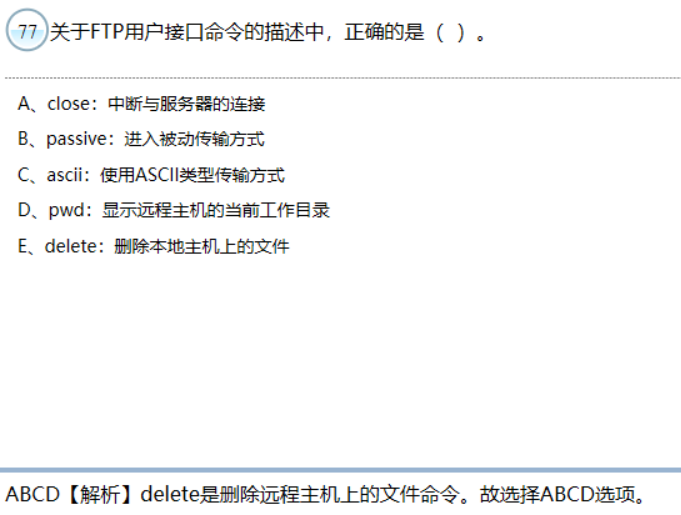 77 关于FTP用户接口命令的描述中，正确的是（ ）。
A、close：中断与服务器的连接
B、passive：进入被动传输方式
C、ascii：使用ASCII类型传输方式
D、pwd：显示远程主机的当前工作目录
E、delete：删除本地主机上的文件
ABCD【解析】delete是删除远程主机上的文件命令。故选择ABCD选项。